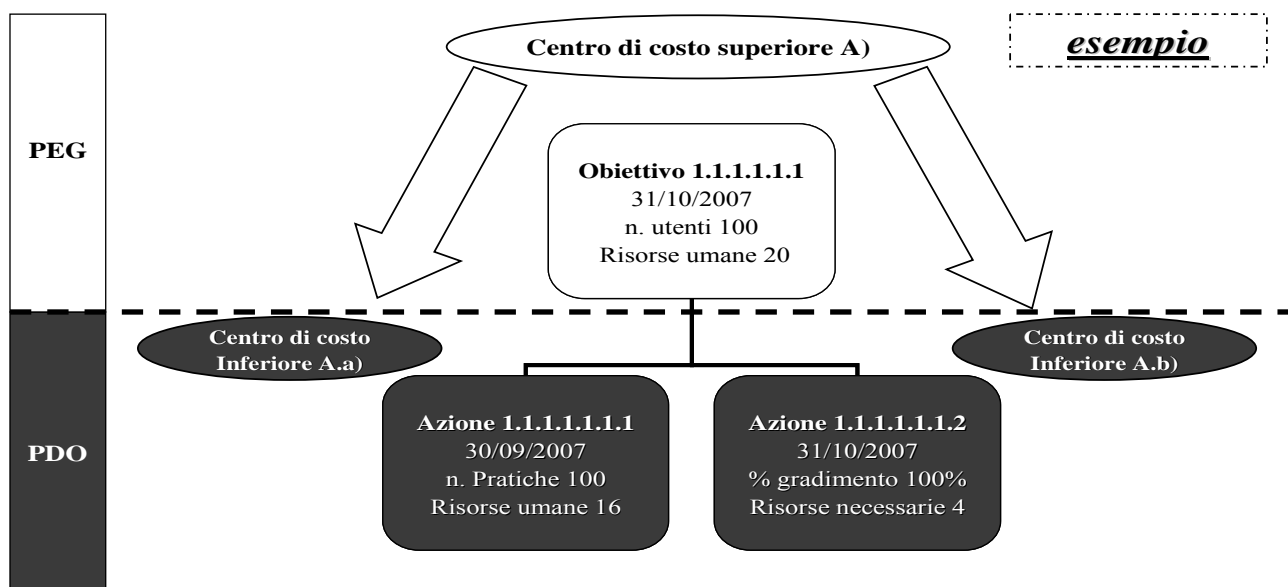 Centro di costo superiore A)
esempio
PEG
Obiettivo 1.1.1.1.1.1
31/10/2007
n. utenti 100
Risorse umane 20
Centro di costo
Inferiore A.a)
Centro di costo
Inferiore A.b)
PDO
Azione 1.1.1.1.1.1.1
30/09/2007
n. Pratiche 100
Risorse umane 16
Azione 1.1.1.1.1.1.2
31/10/2007
% gradimento 100%
Risorse necessarie 4